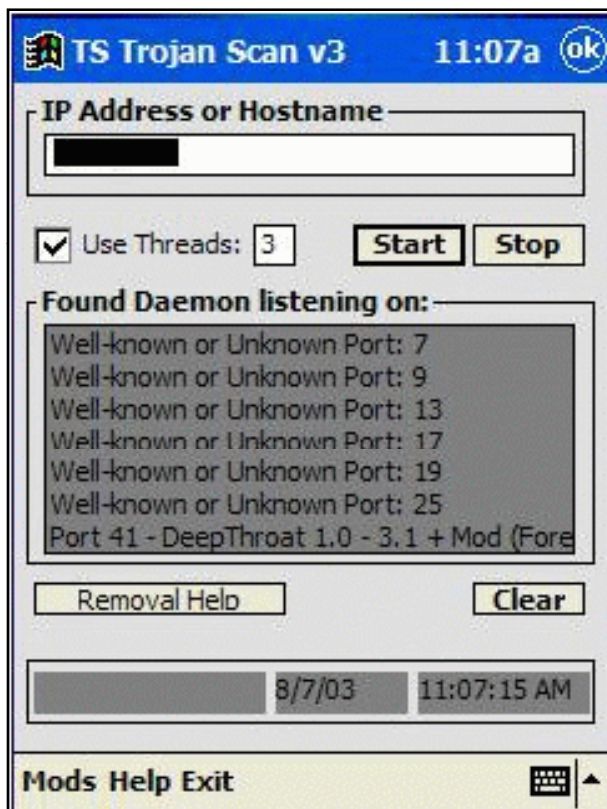 TS Trojan Scan v3 11:07a ok
IP Address or Hostname
Use Threads: 3 Start Stop
Found Daemon listening on:
Well-known or Unknown Port: 7
Well-known or Unknown Port: 9
Well-known or Unknown Port: 13
Well-known or Unknown Port: 17
Well-known or Unknown Port: 19
Well-known or Unknown Port: 25
Port 41 - DeepThroat 1.0 - 3.1 + Mod (Fore
Removal Help Clear
8/7/03 11:07:15 AM
Mods Help Exit